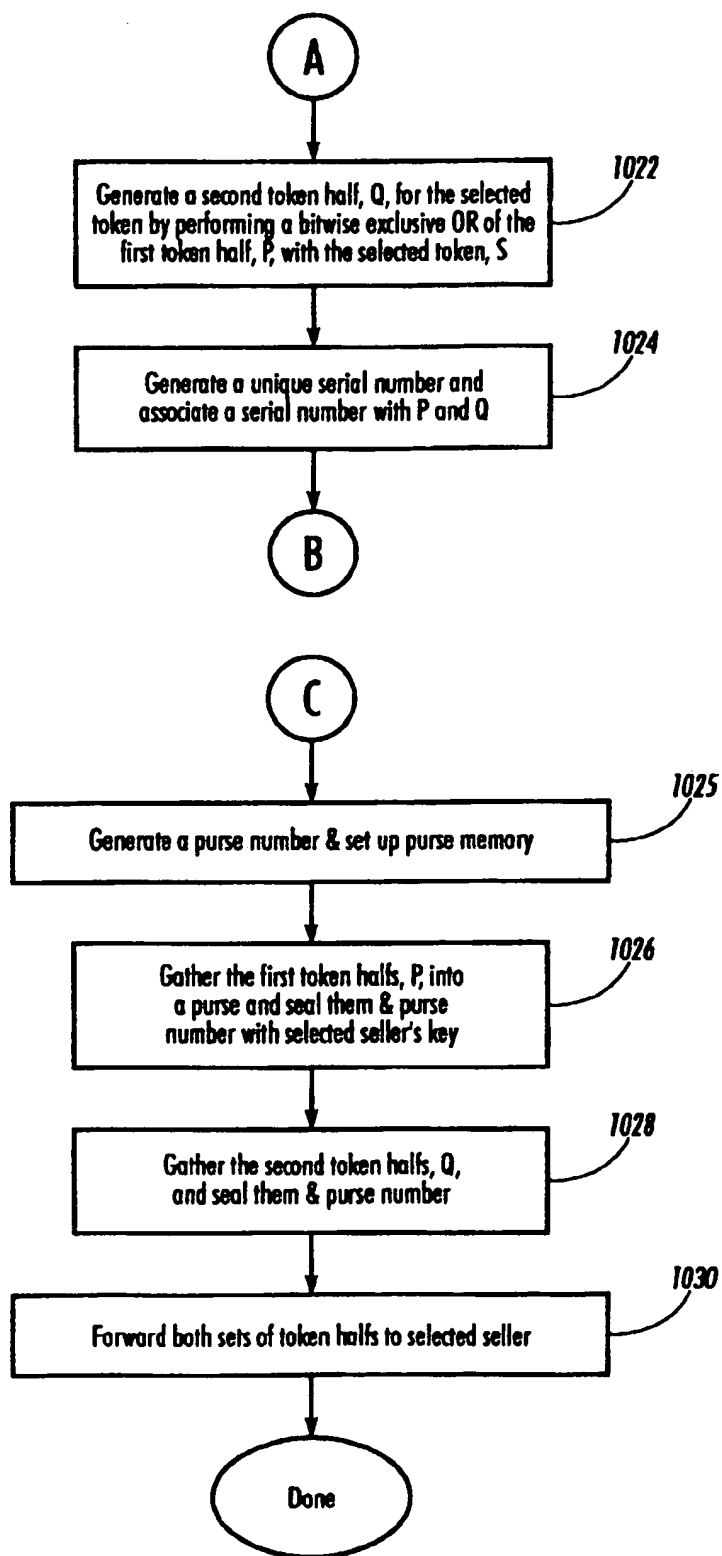 A
1022
Generate a second token half, Q, for the selected
token by performing a bitwise exclusive OR of the
first token half, P, with the selected token, S
1024
Generate a unique serial number and
associate a serial number with P and Q
B
C
1025
Generate a purse number & set up purse memory
1026
Gather the first token halfs, P, into
a purse and seal them & purse
number with selected seller's key
1028
Gather the second token halfs, Q,
and seal them & purse number
1030
Forward both sets of token halfs to selected seller
Done